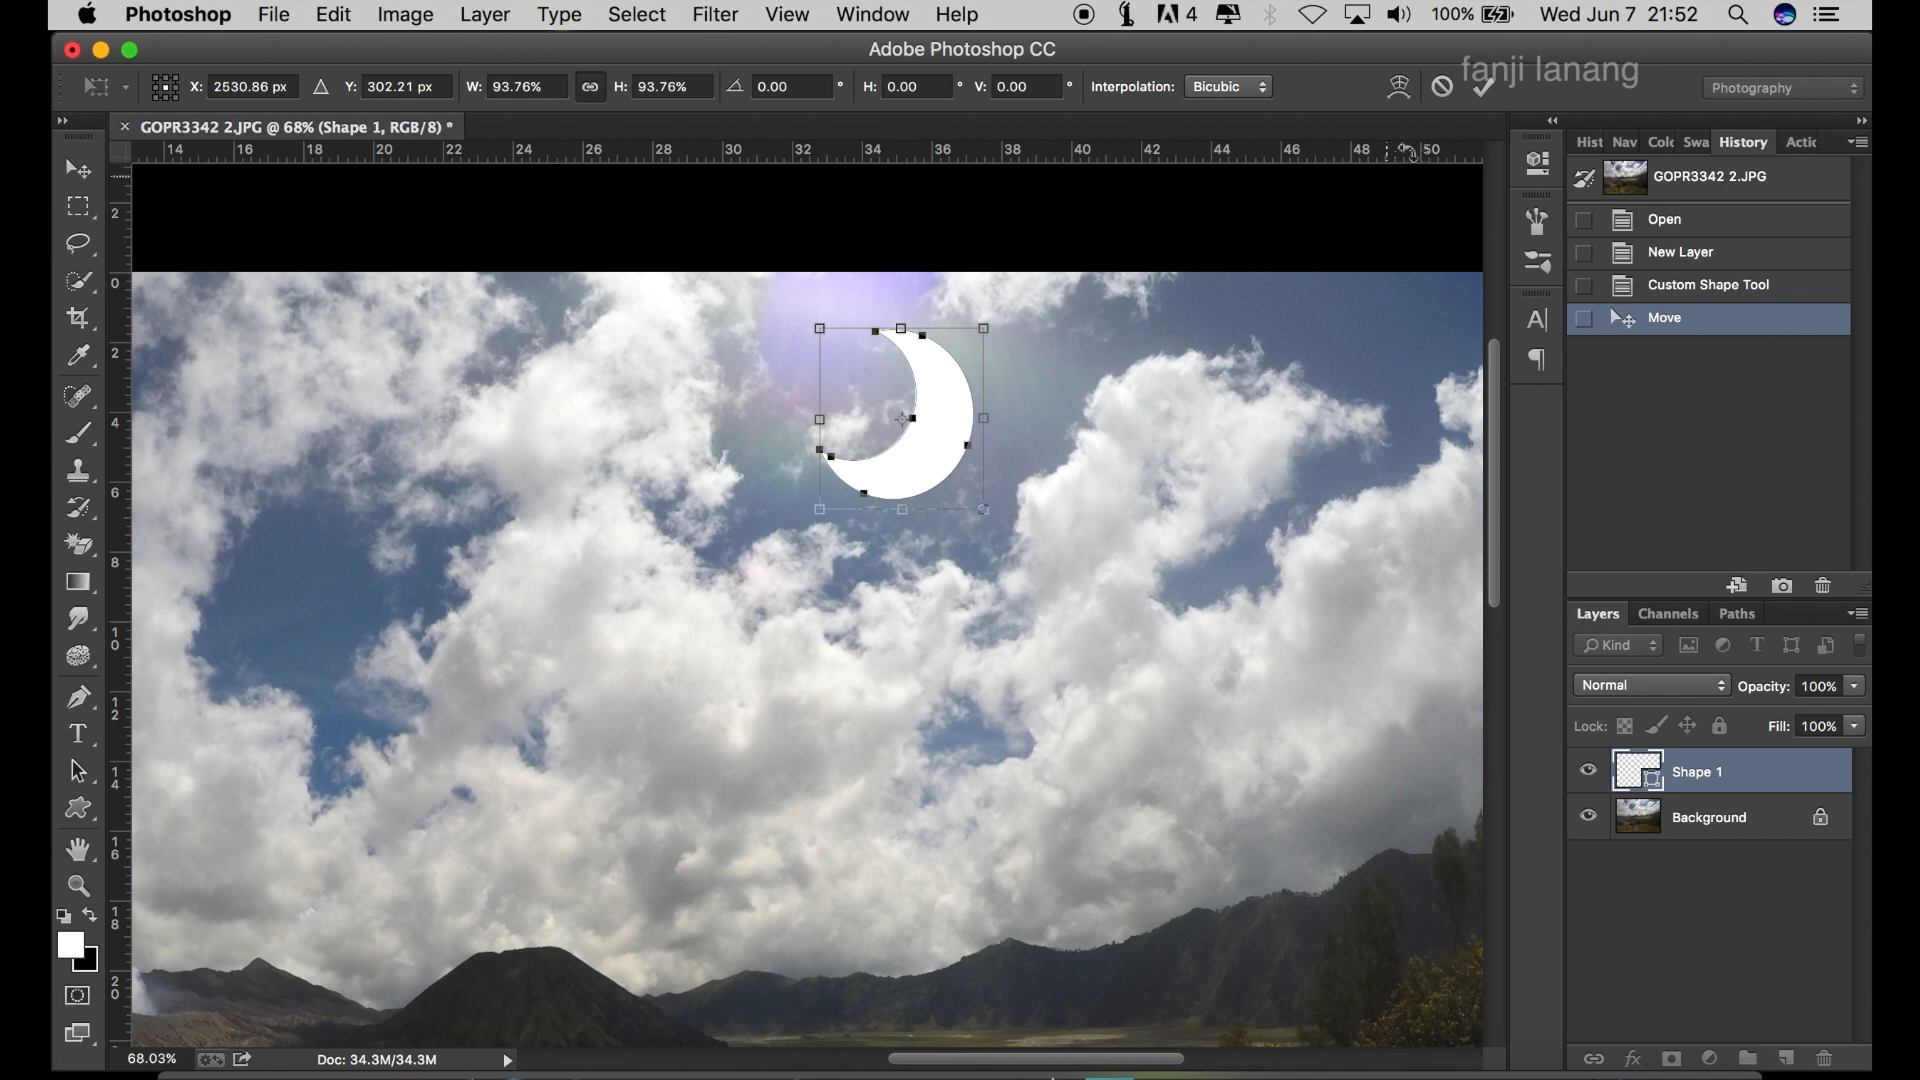 Photoshop File Edit Image Layer Type Select Filter View Window Help 4 100% Wed Jun 7 21:52
Adobe Photoshop CC
fanji lanang
X: 2530.86 px Y: 302.21 px W: 93.76% H: 93.76% 0.00 ° H: 0.00 ° V: 0.00 ° Interpolation: Bicubic Photography
× GOPR3342 2.JPG @ 68% (Shape 1, RGB/8) *
14 16 18 20 22 24 26 28 30 32 34 36 38 40 42 44 46 48 50
2
0
2
4
6
8
10
12
14
16
18
20
Hist Nav Colc Swa History Actic
GOPR3342 2.JPG
Open
New Layer
Custom Shape Tool
Move
A
Layers Channels Paths
Kind T
Normal Opacity: 100%
Lock: Fill: 100%
Shape 1
Background
T
68.03% Doc: 34.3M/34.3M
fx